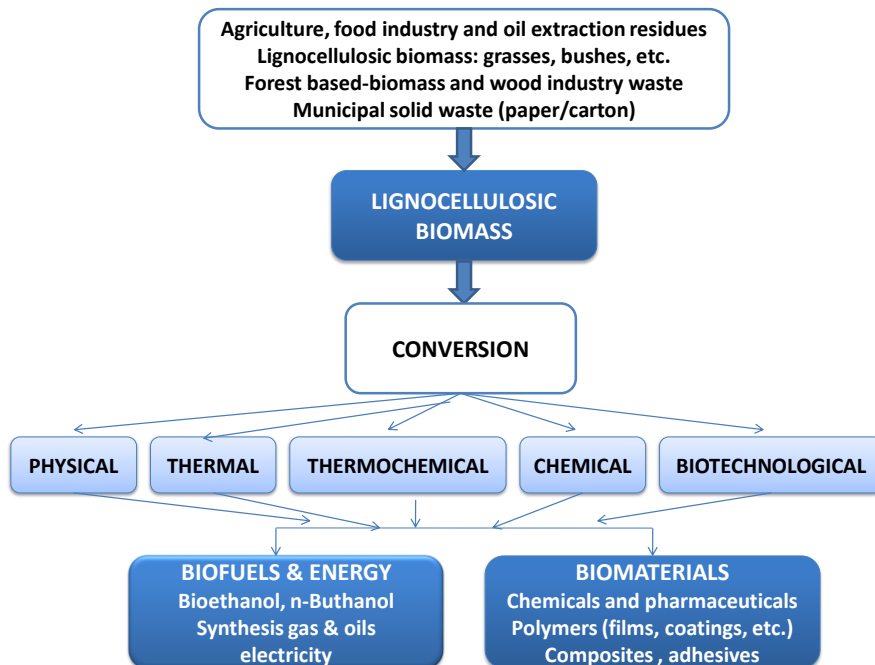 Agriculture, food industry and oil extraction residues
Lignocellulosic biomass: grasses, bushes, etc.
Forest based-biomass and wood industry waste
Municipal solid waste (paper/carton)
LIGNOCELLULOSIC
BIOMASS
CONVERSION
PHYSICAL
THERMAL
THERMOCHEMICAL
CHEMICAL
BIOTECHNOLOGICAL
BIOFUELS & ENERGY
Bioethanol, n-Buthanol
Synthesis gas & oils
electricity
BIOMATERIALS
Chemicals and pharmaceuticals
Polymers (films, coatings, etc.)
Composites , adhesives